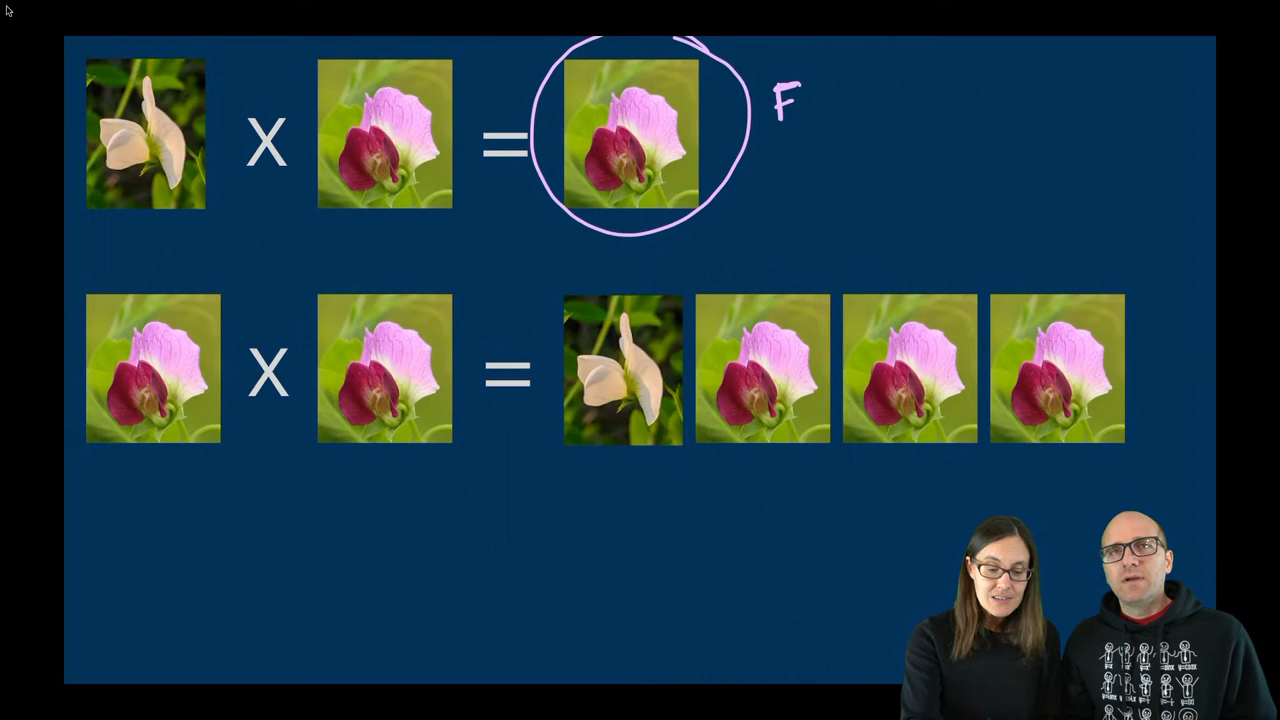 X = F
X =